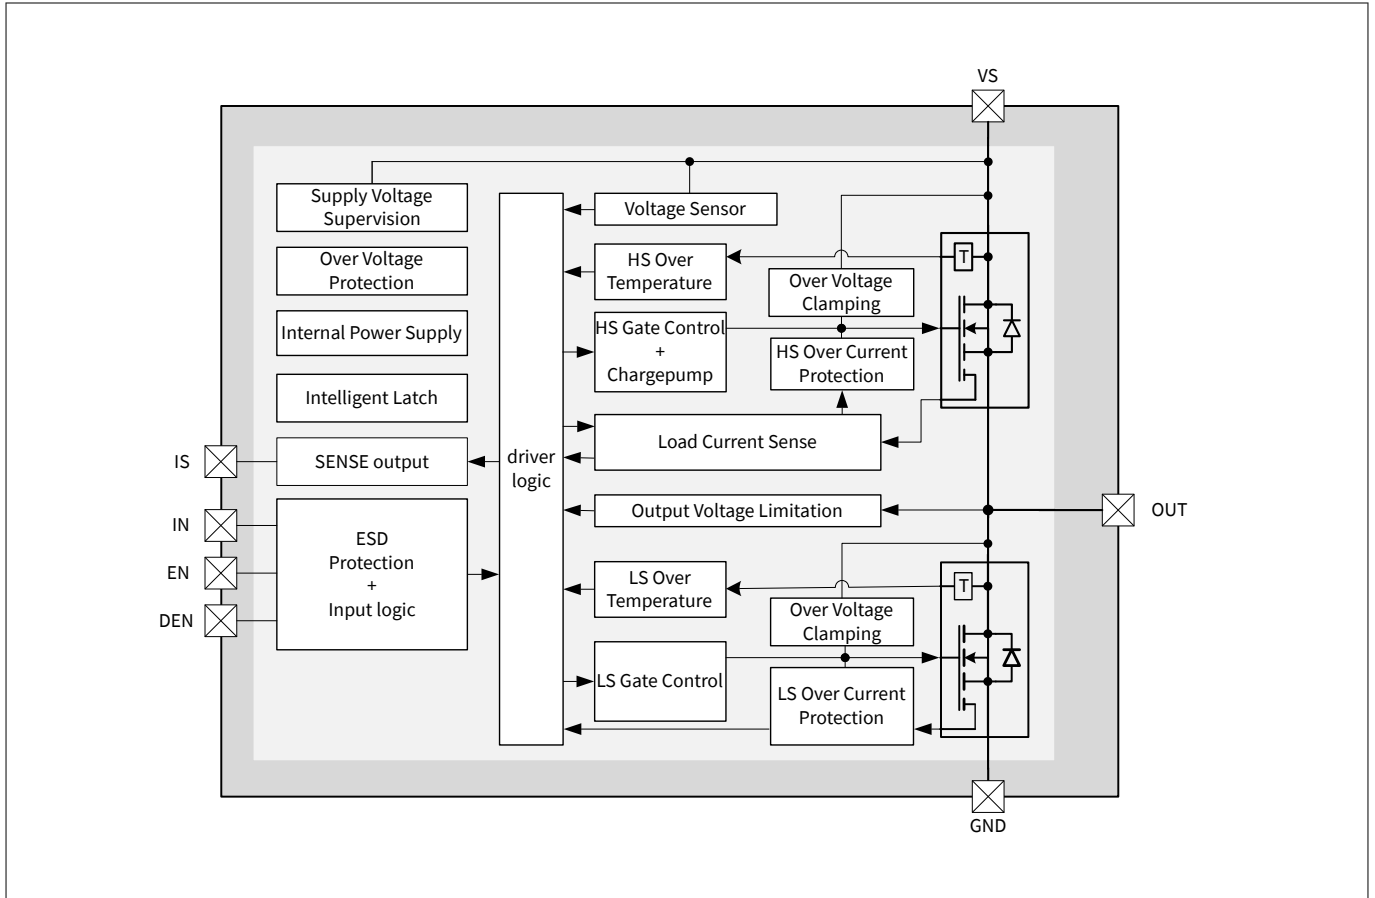 VS
Supply Voltage
Supervision
Voltage Sensor
Over Voltage
Protection
HS Over
Temperature
T
Over Voltage
Clamping
Internal Power Supply
HS Gate Control
+
Chargepump
HS Over Current
Protection
Intelligent Latch
Load Current Sense
IS
SENSE output
driver
logic
Output Voltage Limitation
OUT
IN
EN
DEN
ESD
Protection
+
Input logic
LS Over
Temperature
T
Over Voltage
Clamping
LS Gate Control
LS Over Current
Protection
GND